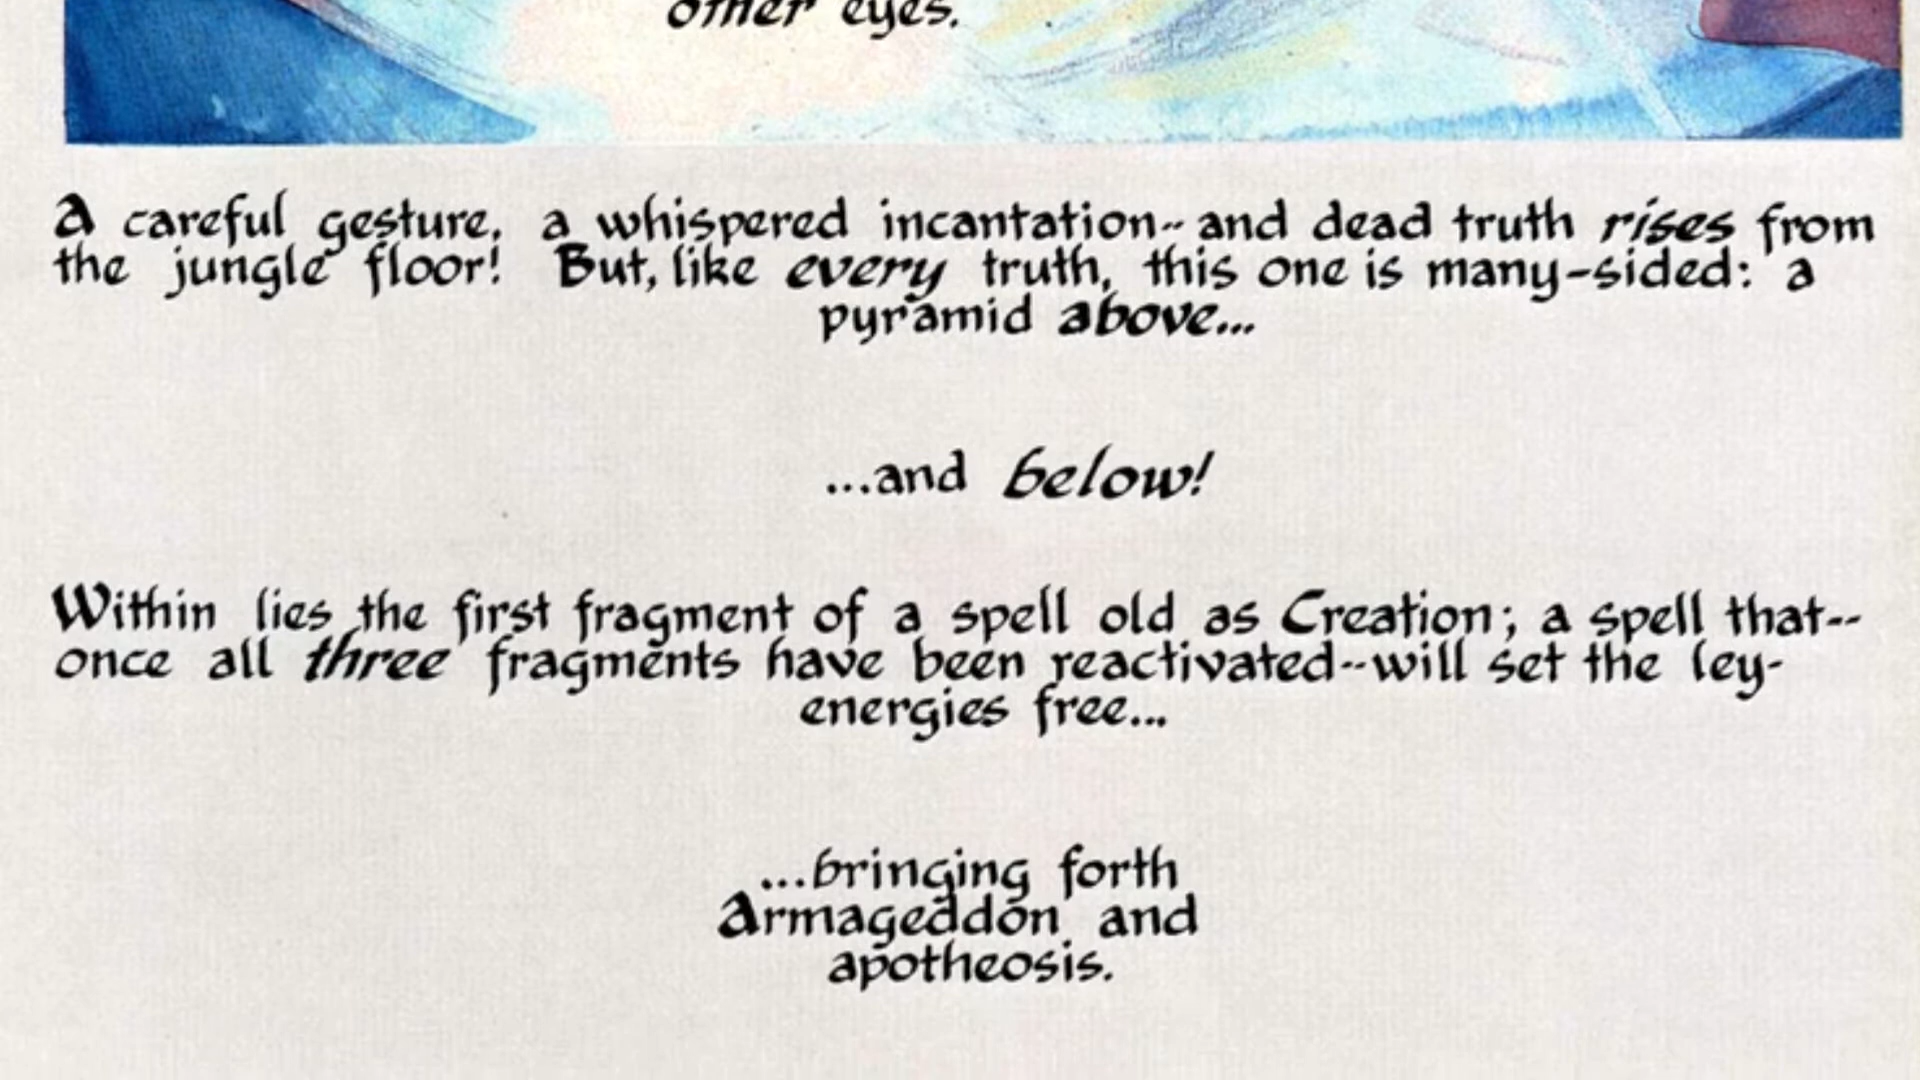 other eyes.
A careful gesture, a whispered incantation--and dead truth rises from
the jungle floor! But, like every truth, this one is many-sided: a
pyramid above...
...and below!
Within lies the first fragment of a spell old as Creation; a spell that--
once all three fragments have been reactivated--will set the ley-
energies free...
...bringing forth
Armageddon and
apotheosis.